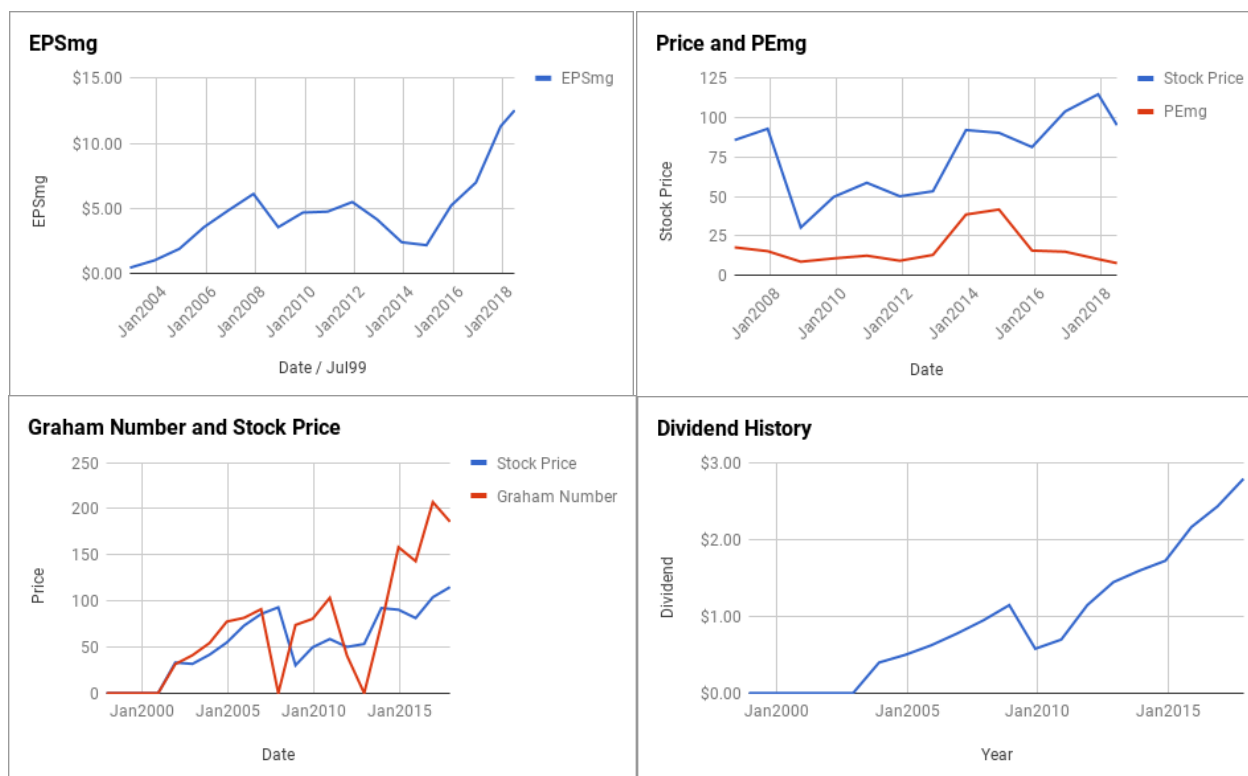 EPSmg
$15.00
EPSmg
$10.00
$5.00
$0.00
EPSmg
Jan2004
Jan2006
Jan2008
Jan2010
Jan2012
Jan2014
Jan2016
Jan2018
Date / Jul99
Price and PEmg
125
Stock Price
100
PEmg
75
50
25
0
Stock Price
Jan2008
Jan2010
Jan2012
Jan2014
Jan2016
Jan2018
Date
Graham Number and Stock Price
250
Stock Price
200
Graham Number
150
100
50
0
Price
Jan2000
Jan2005
Jan2010
Jan2015
Date
Dividend History
$3.00
$2.00
$1.00
$0.00
Dividend
Jan2000
Jan2005
Jan2010
Jan2015
Year